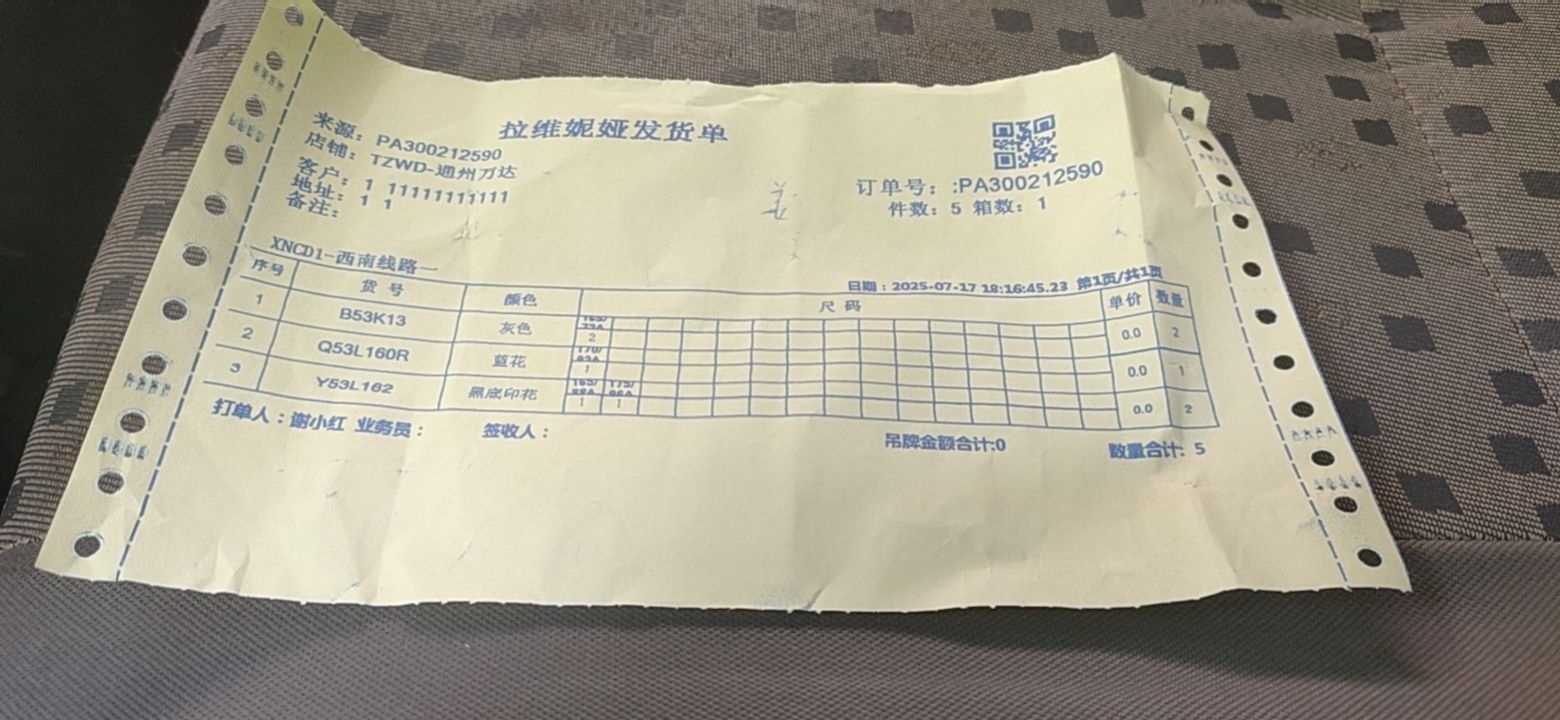 拉维妮娅发货单
来源：PA300212590
店铺：TZWD-通州万达
客户：1 11111111111
地址：1 1
备注：
订单号：:PA300212590
件数：5 箱数：1
XNCD1-西南线路一
日期：2025-07-17 18:16:45.23 第1页/共1页
序号 货号 颜色 尺码 单价 数量
1 B53K13 灰色 2 0.0 2
2 Q53L160R 蓝花 170/ 1 0.0 1
3 Y53L162 黑底印花 165/ 175/ 1 1 0.0 2
打单人：谢小红 业务员： 签收人： 吊牌金额合计:0 数量合计: 5